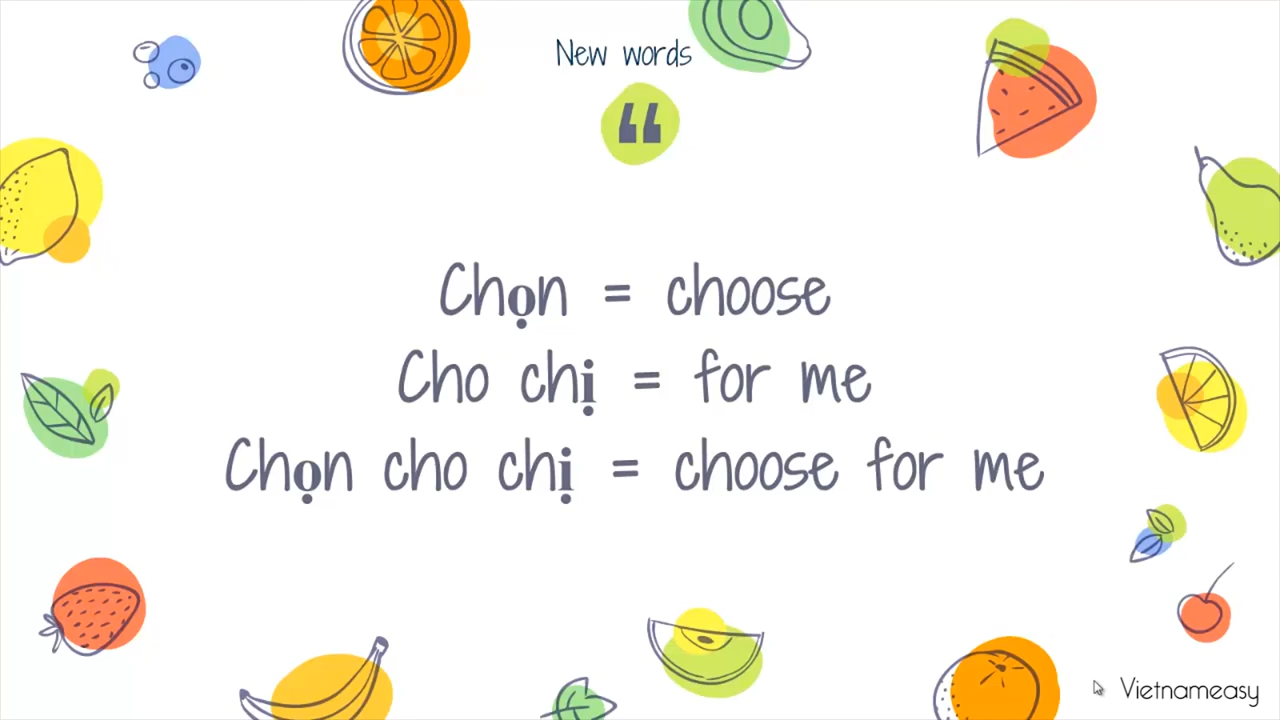 New words
“
Chọn = choose
Cho chị = for me
Chọn cho chị = choose for me
Vietnameasy